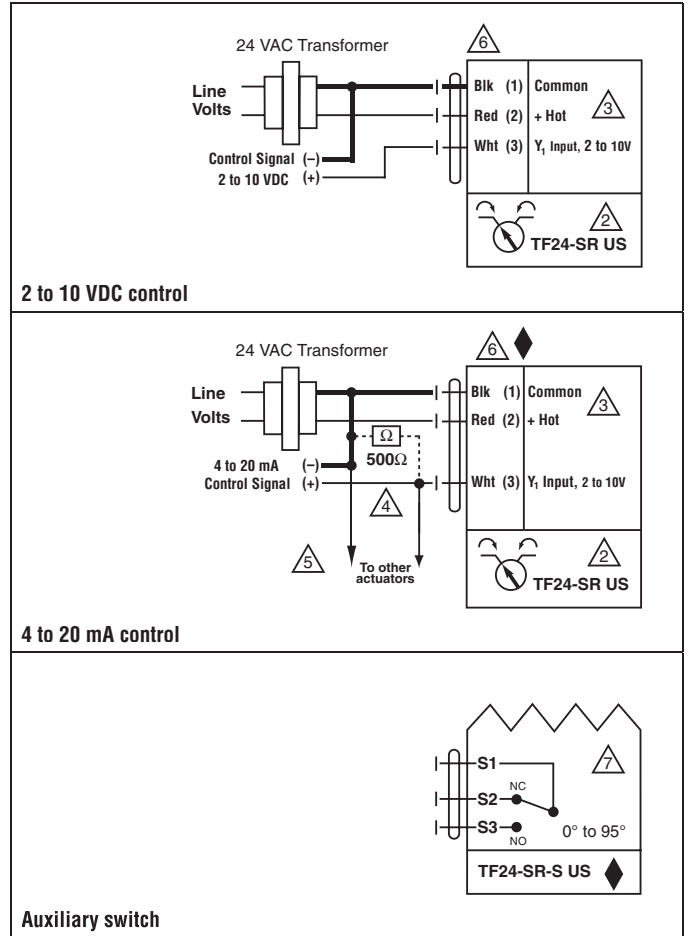 24 VAC Transformer
6
Line
Volts
Blk (1) Common
Red (2) + Hot
3
Wht (3) Y₁ Input, 2 to 10V
Control Signal (–)
2 to 10 VDC (+)
2
TF24-SR US
2 to 10 VDC control
24 VAC Transformer
6
Line
Volts
Blk (1) Common
3
Red (2) + Hot
Ω
500Ω
4 to 20 mA (–)
Control Signal (+)
Wht (3) Y₁ Input, 2 to 10V
4
5
To other
actuators
2
TF24-SR US
4 to 20 mA control
7
S1
S2 NC
S3 NO
0° to 95°
TF24-SR-S US
Auxiliary switch